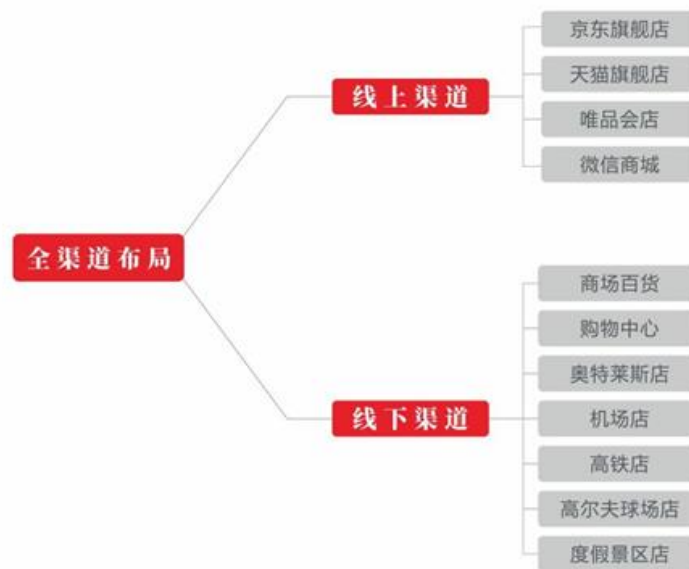 全渠道布局
线上渠道
京东旗舰店
天猫旗舰店
唯品会店
微信商城
线下渠道
商场百货
购物中心
奥特莱斯店
机场店
高铁店
高尔夫球场店
度假景区店